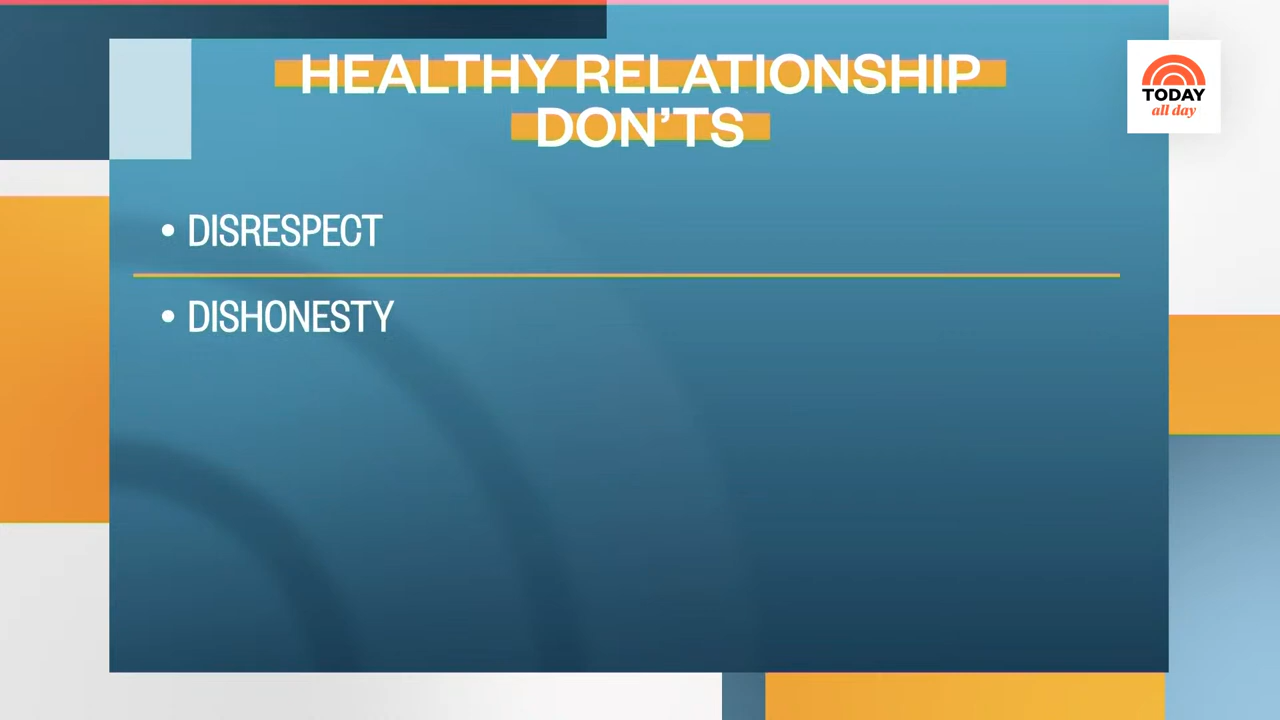 HEALTHY RELATIONSHIP
DON'TS
TODAY
all day
• DISRESPECT
• DISHONESTY